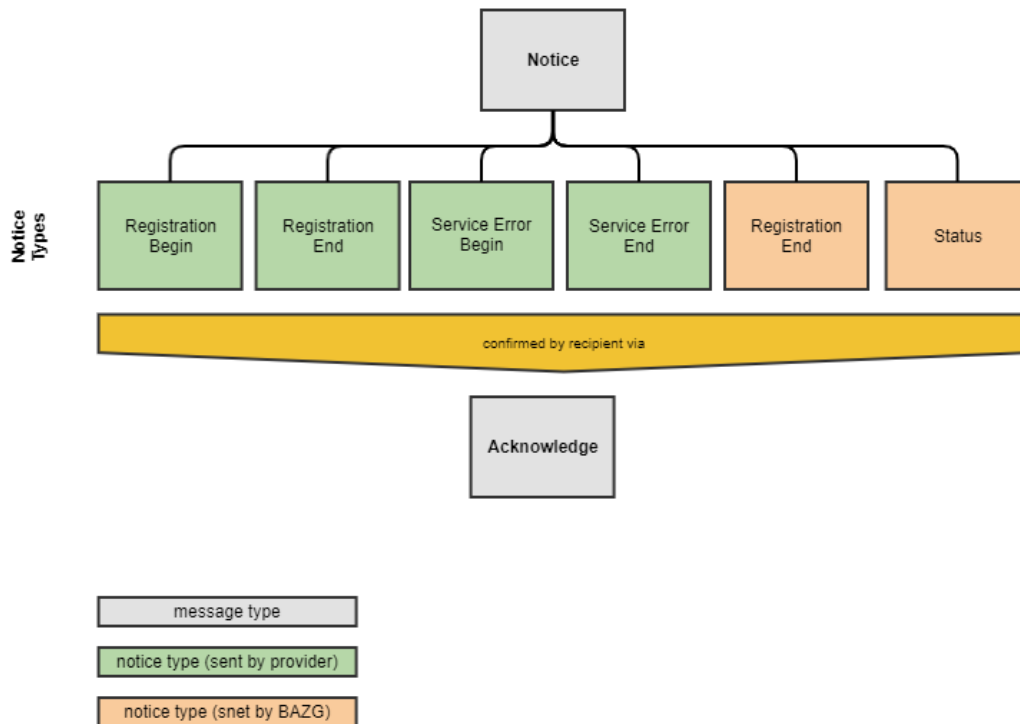 Notice
Notice
Types
Registration
Begin
Registration
End
Service Error
Begin
Service Error
End
Registration
End
Status
confirmed by recipient via
Acknowledge
message type
notice type (sent by provider)
notice type (snet by BAZG)